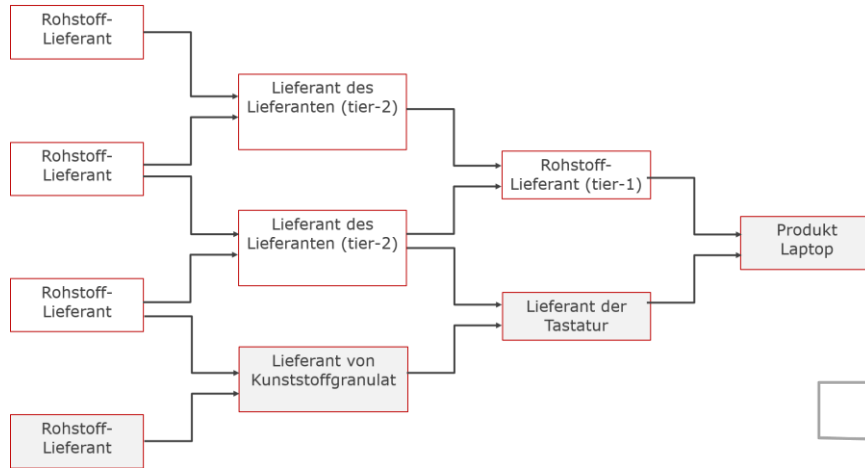 Rohstoff-
Lieferant
Rohstoff-
Lieferant
Rohstoff-
Lieferant
Rohstoff-
Lieferant
Lieferant des
Lieferanten (tier-2)
Lieferant des
Lieferanten (tier-2)
Lieferant von
Kunststoffgranulat
Rohstoff-
Lieferant (tier-1)
Lieferant der
Tastatur
Produkt
Laptop